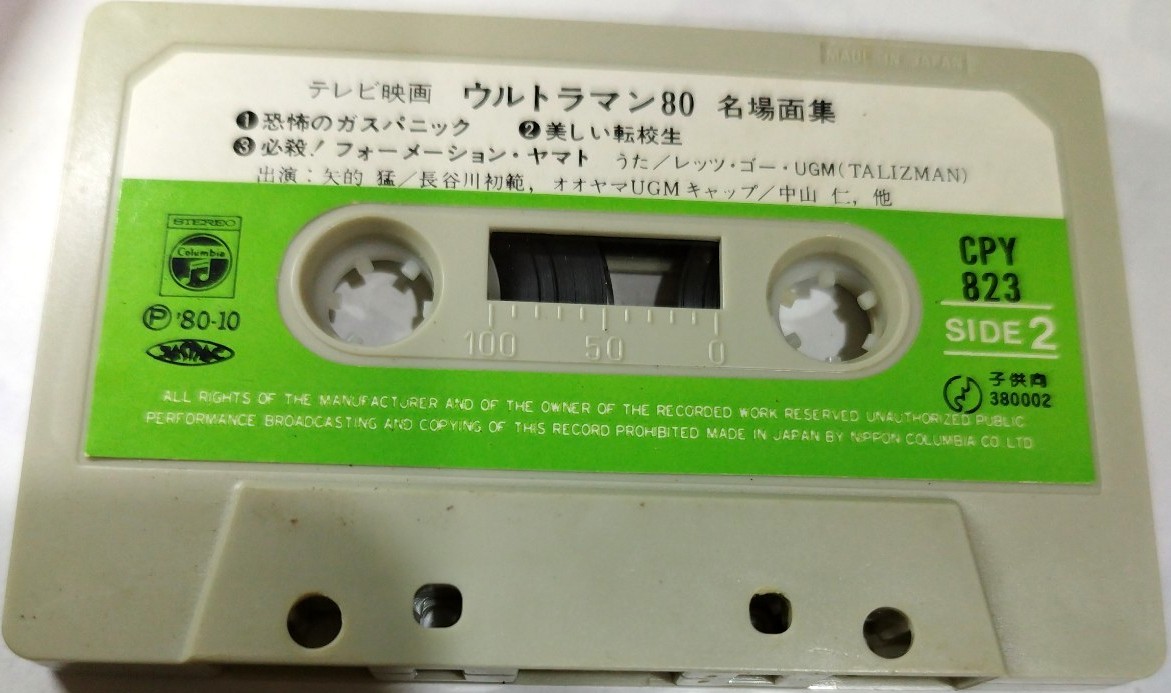 MADE IN JAPAN
テレビ映画 ウルトラマン80 名場面集
❶恐怖のガスパニック ❷美しい転校生
❸必殺!フォーメーション・ヤマト うた/レッツ・ゴー・UGM(TALIZMAN)
出演:矢的 猛/長谷川初範,オオヤマUGMキャップ/中山 仁,他
STEREO
Columbia
Ⓟ'80-10
CPY
823
SIDE 2
子供向
380002
100 50 0
ALL RIGHTS OF THE MANUFACTURER AND OF THE OWNER OF THE RECORDED WORK RESERVED UNAUTHORIZED PUBLIC
PERFORMANCE BROADCASTING AND COPYING OF THIS RECORD PROHIBITED MADE IN JAPAN BY NIPPON COLUMBIA CO. LTD.